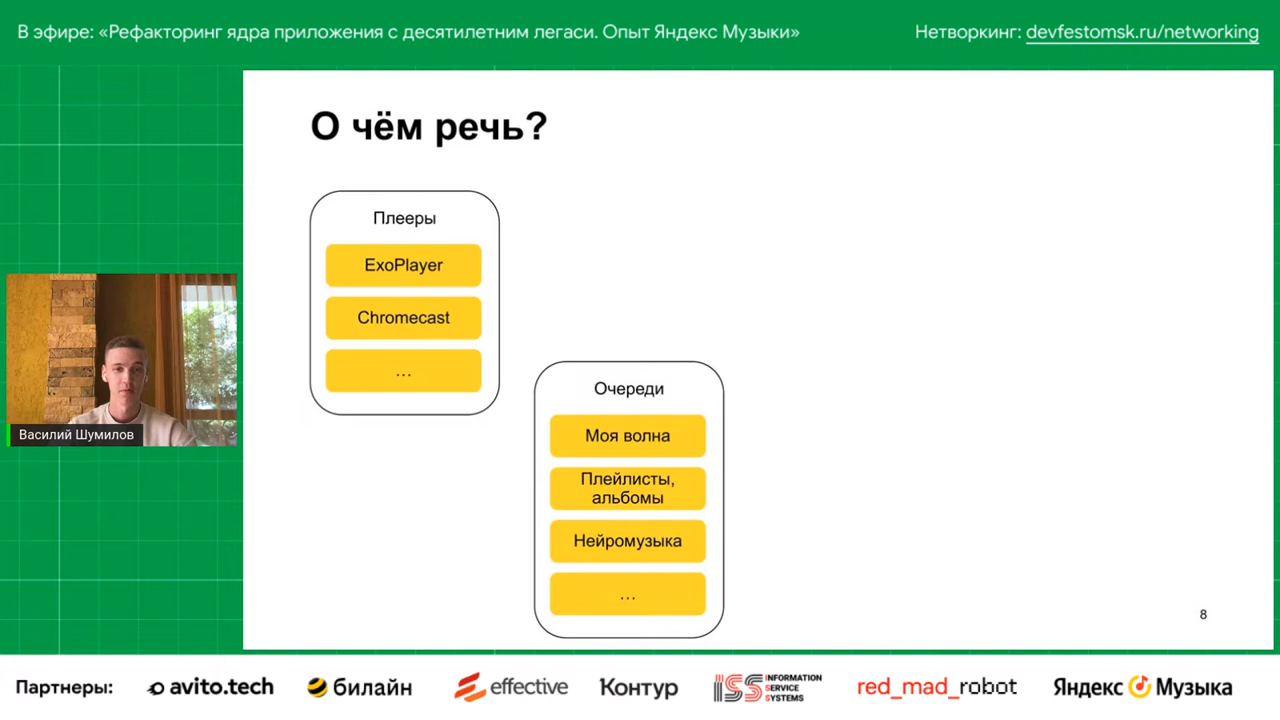 В эфире: «Рефакторинг ядра приложения с десятилетним легаси. Опыт Яндекс Музыки»
Нетворкинг: devfestomsk.ru/networking
О чём речь?
Плееры
ExoPlayer
Chromecast
...
Очереди
Моя волна
Плейлисты,
альбомы
Нейромузыка
...
8
Василий Шумилов
Партнеры:
avito.tech
билайн
effective
Контур
ISS INFORMATION
SERVICE
SYSTEMS
red_mad_robot
Яндекс Музыка